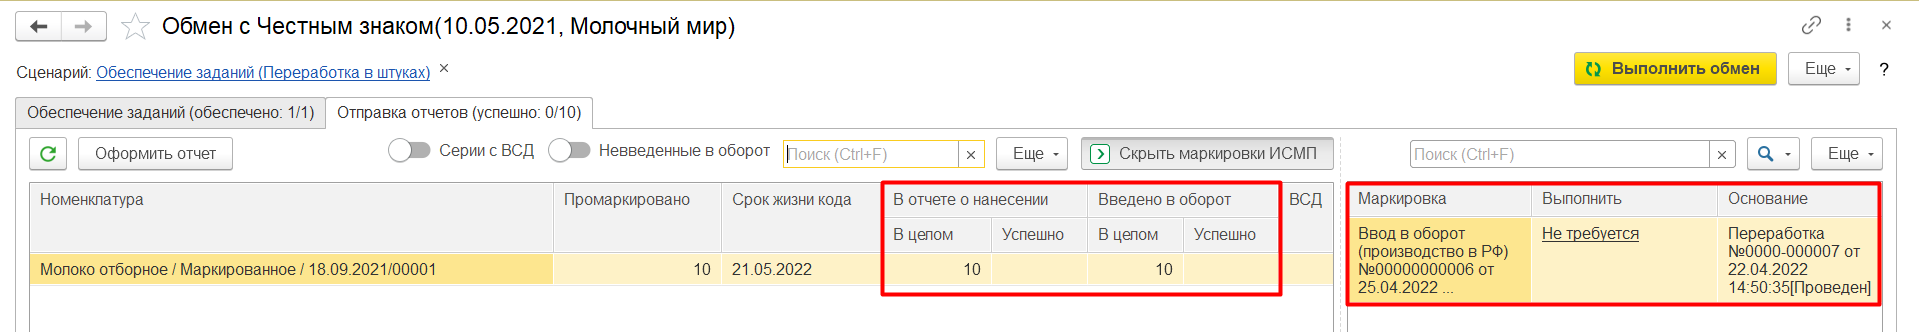 Обмен с Честным знаком(10.05.2021, Молочный мир)
Сценарий: Обеспечение заданий (Переработка в штуках) ×
Выполнить обмен
Еще
?
Обеспечение заданий (обеспечено: 1/1)
Отправка отчетов (успешно: 0/10)
Оформить отчет
Серии с ВСД
Невведенные в оборот
Поиск (Ctrl+F) ×
Еще
Скрыть маркировки ИСМП
Поиск (Ctrl+F) ×
Еще
Номенклатура
Промаркировано
Срок жизни кода
В отчете о нанесении
Введено в оборот
ВСД
В целом
Успешно
В целом
Успешно
Молоко отборное / Маркированное / 18.09.2021/00001
10
21.05.2022
10
10
Маркировка
Выполнить
Основание
Ввод в оборот
(производство в РФ)
№00000000006 от
25.04.2022 ...
Не требуется
Переработка
№0000-000007 от
22.04.2022
14:50:35[Проведен]